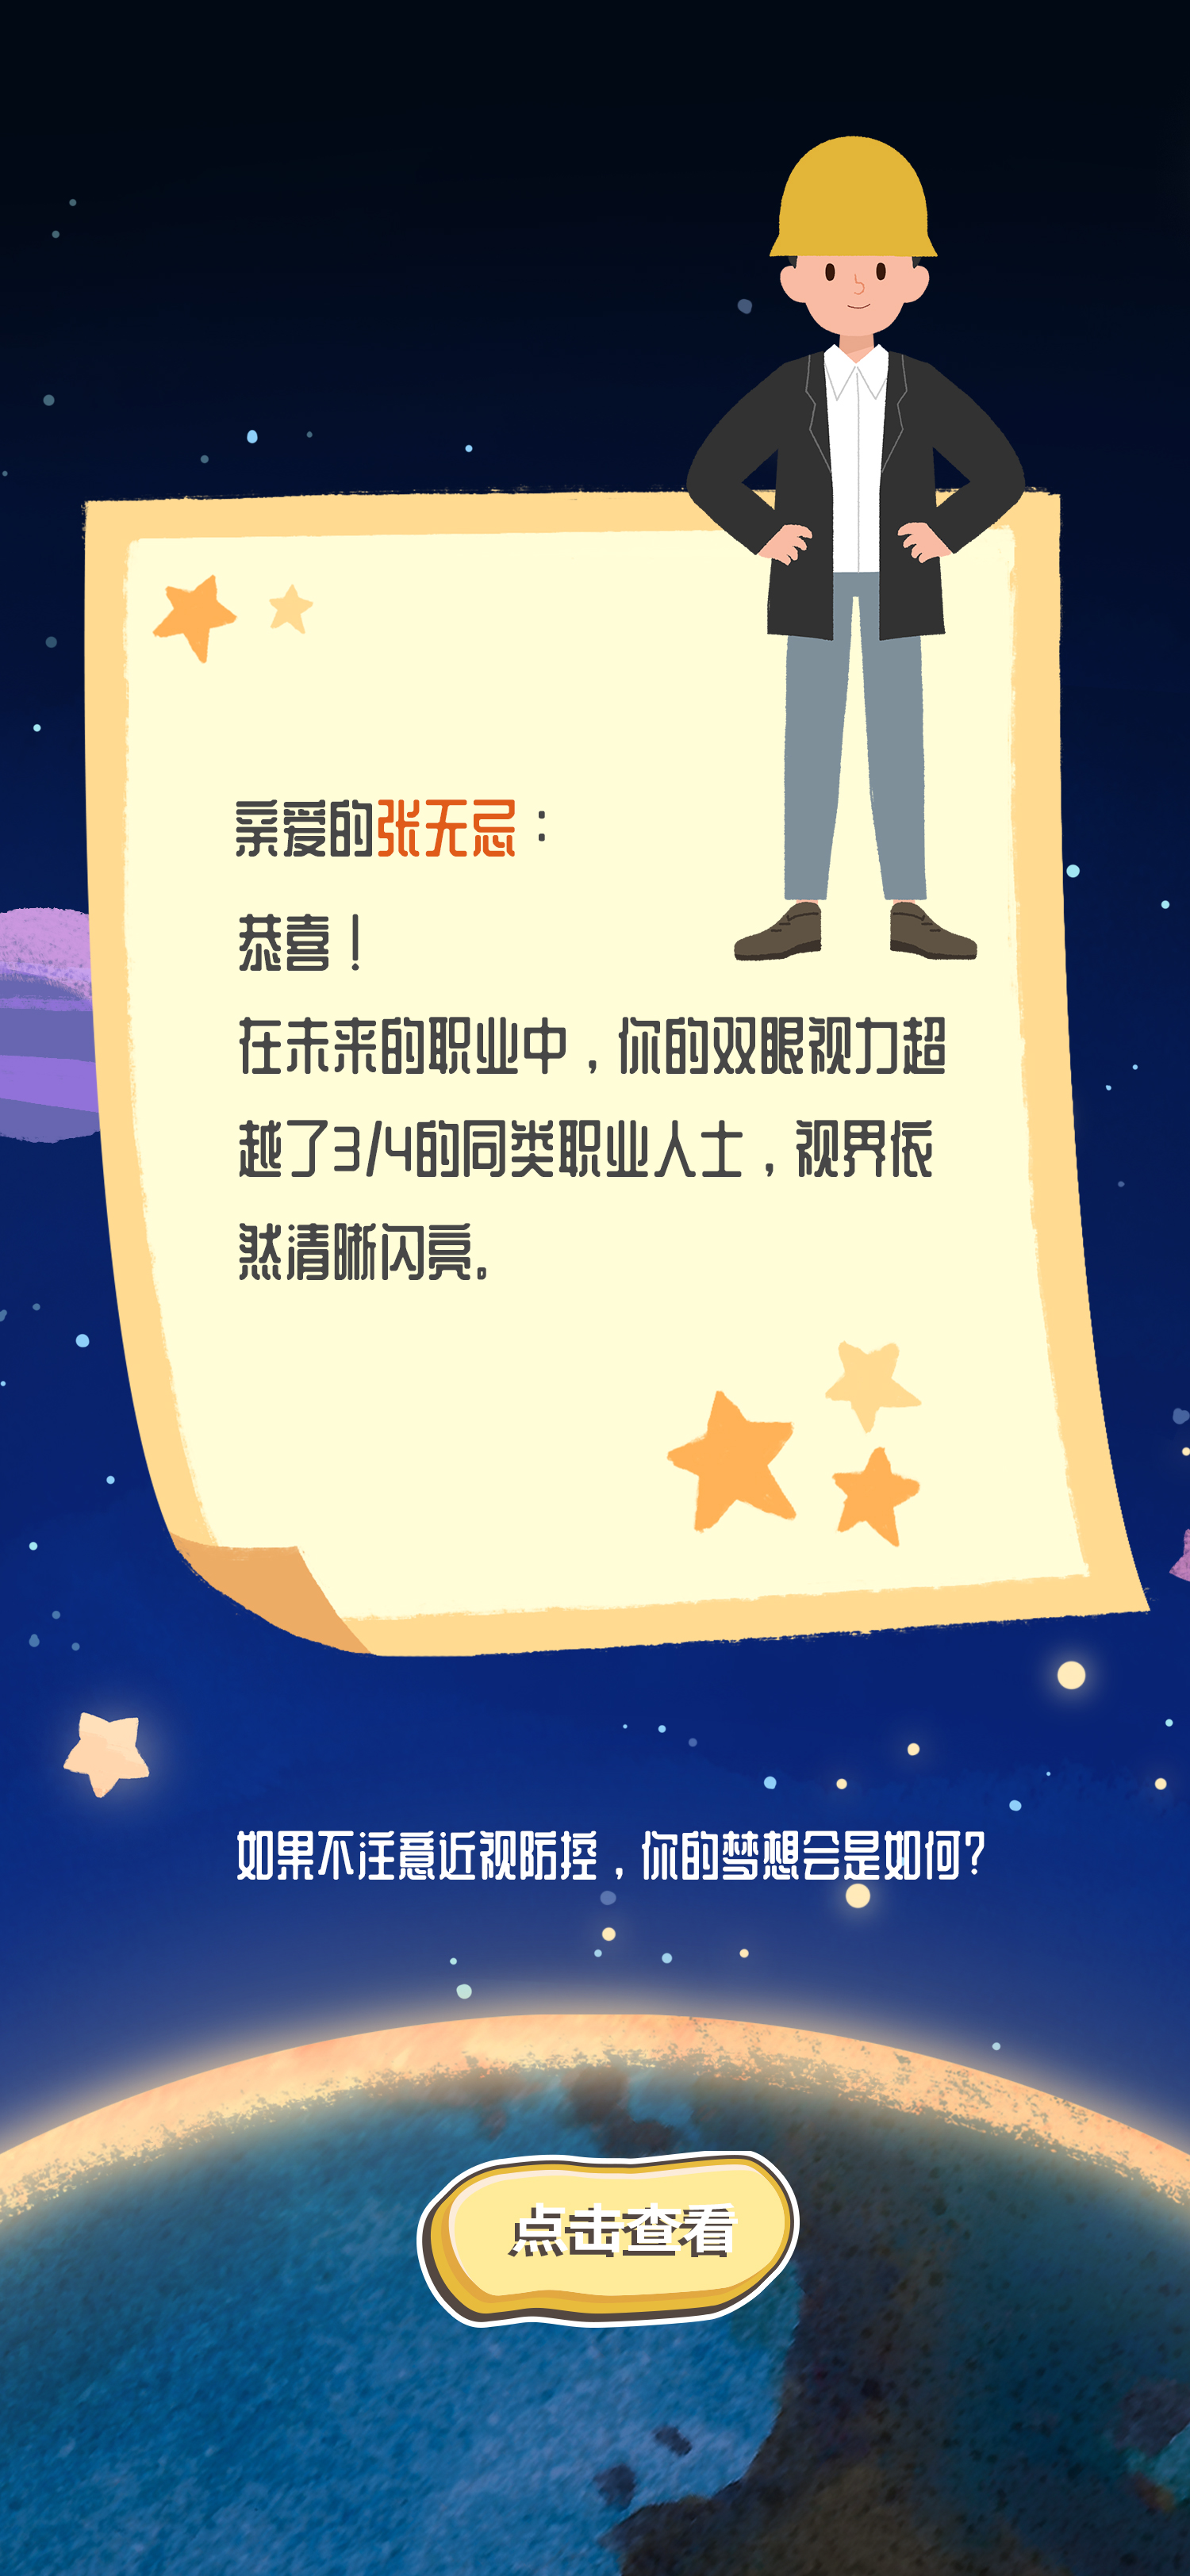 亲爱的张无忌：
恭喜！
在未来的职业中，你的双眼视力超
越了3/4的同类职业人士，视界依
然清晰闪亮。
如果不注意近视防控，你的梦想会是如何？
点击查看